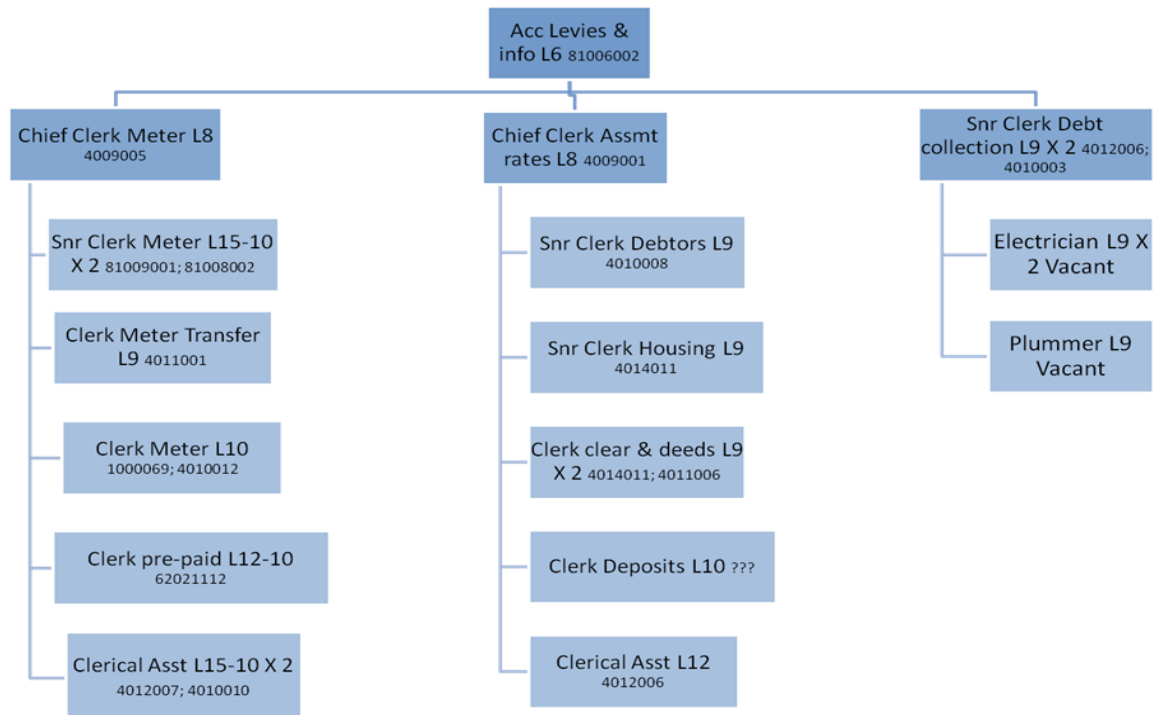 Acc Levies &
info L6 81006002
Chief Clerk Meter L8
4009005
Chief Clerk Assmt
rates L8 4009001
Snr Clerk Debt
collection L9 X 2 4012006;
4010003
Snr Clerk Meter L15-10
X 2 81009001; 81008002
Clerk Meter Transfer
L9 4011001
Clerk Meter L10
1000069; 4010012
Clerk pre-paid L12-10
62021112
Clerical Asst L15-10 X 2
4012007; 4010010
Snr Clerk Debtors L9
4010008
Snr Clerk Housing L9
4014011
Clerk clear & deeds L9
X 2 4014011; 4011006
Clerk Deposits L10 ???
Clerical Asst L12
4012006
Electrician L9 X
2 Vacant
Plummer L9
Vacant